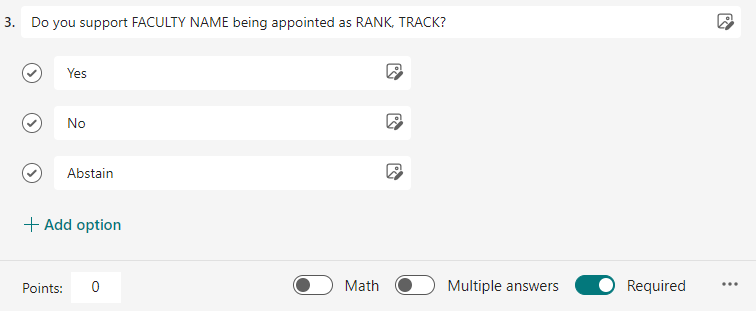 3. Do you support FACULTY NAME being appointed as RANK, TRACK?
Yes
No
Abstain
+ Add option
Points: 0 Math Multiple answers Required ...